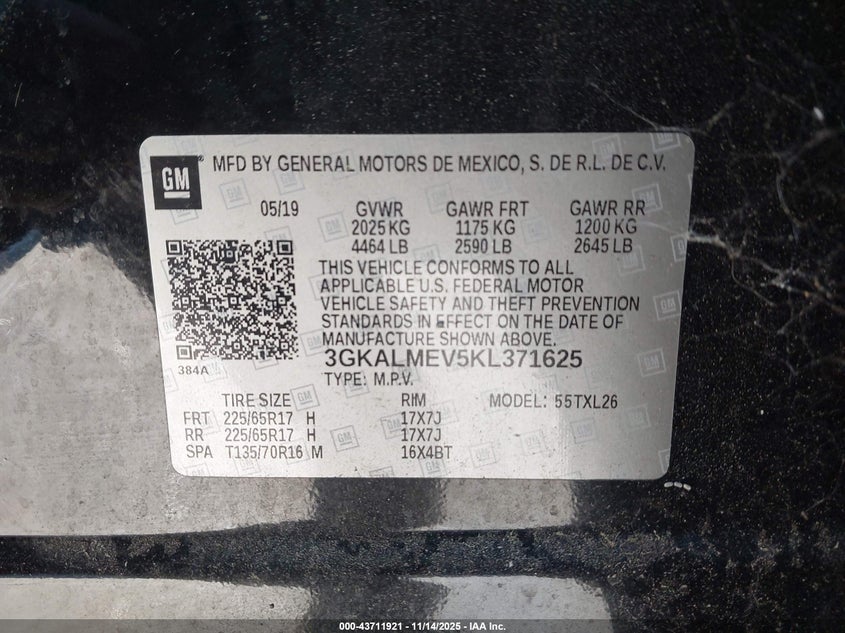 GM
MFD BY GENERAL MOTORS DE MEXICO, S. DE R.L. DE C.V.
05/19 GVWR GAWR FRT GAWR RR
2025 KG 1175 KG 1200 KG
4464 LB 2590 LB 2645 LB
THIS VEHICLE CONFORMS TO ALL
APPLICABLE U.S. FEDERAL MOTOR
VEHICLE SAFETY AND THEFT PREVENTION
STANDARDS IN EFFECT ON THE DATE OF
MANUFACTURE SHOWN ABOVE.
384A
3GKALMEV5KL371625
TYPE: M.P.V.
TIRE SIZE RIM MODEL: 55TXL26
FRT 225/65R17 H 17X7J
RR 225/65R17 H 17X7J
SPA T135/70R16 M 16X4BT
000-43711921 - 11/14/2025 - IAA Inc.